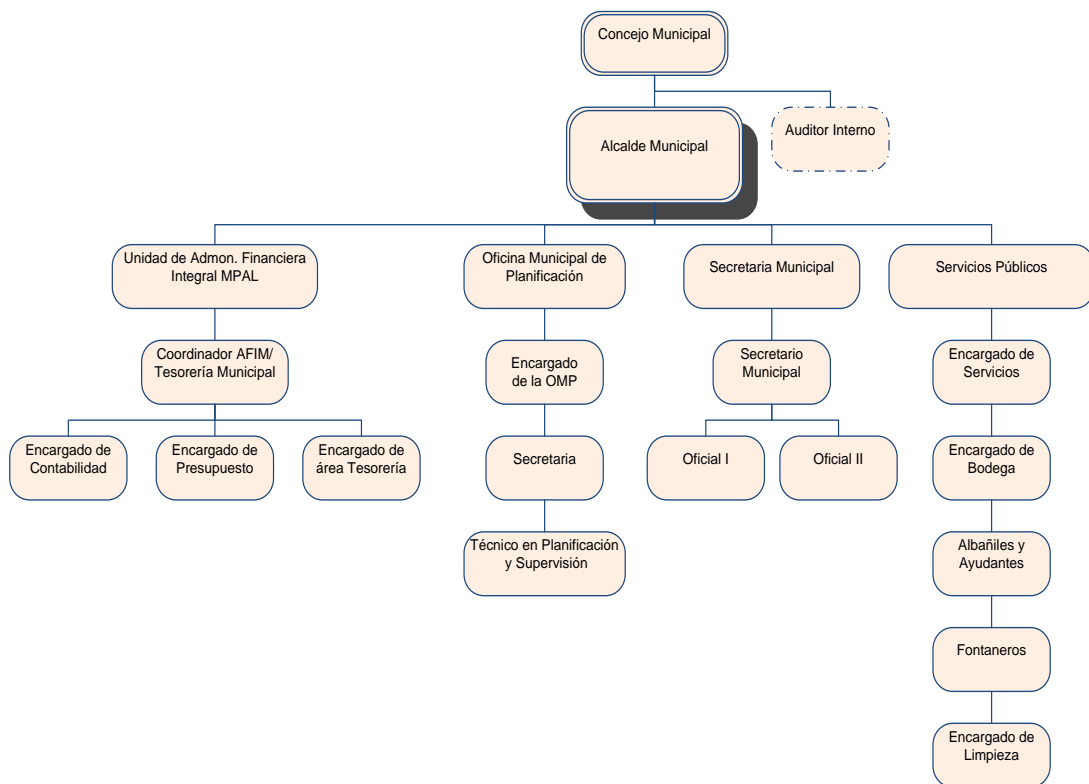 Concejo Municipal
Auditor Interno
Alcalde Municipal
Unidad de Admon. Financiera
Integral MPAL
Oficina Municipal de
Planificación
Secretaria Municipal
Servicios Públicos
Coordinador AFIM/
Tesorería Municipal
Encargado
de la OMP
Secretario
Municipal
Encargado de
Servicios
Encargado de
Contabilidad
Encargado de
Presupuesto
Encargado de
área Tesorería
Secretaria
Oficial I
Oficial II
Encargado de
Bodega
Técnico en Planificación
y Supervisión
Albañiles y
Ayudantes
Fontaneros
Encargado de
Limpieza